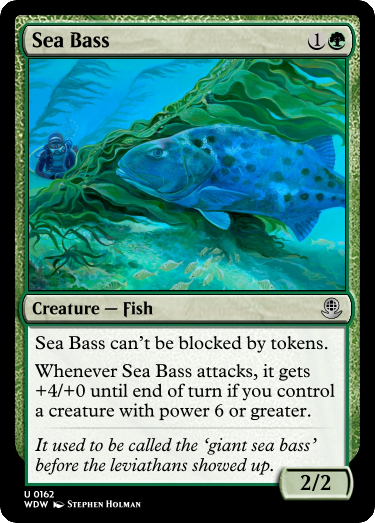 Sea Bass 1
Creature — Fish
Sea Bass can't be blocked by tokens.
Whenever Sea Bass attacks, it gets
+4/+0 until end of turn if you control
a creature with power 6 or greater.
It used to be called the ‘giant sea bass’
before the leviathans showed up.
2/2
U 0162
WDW Stephen Holman